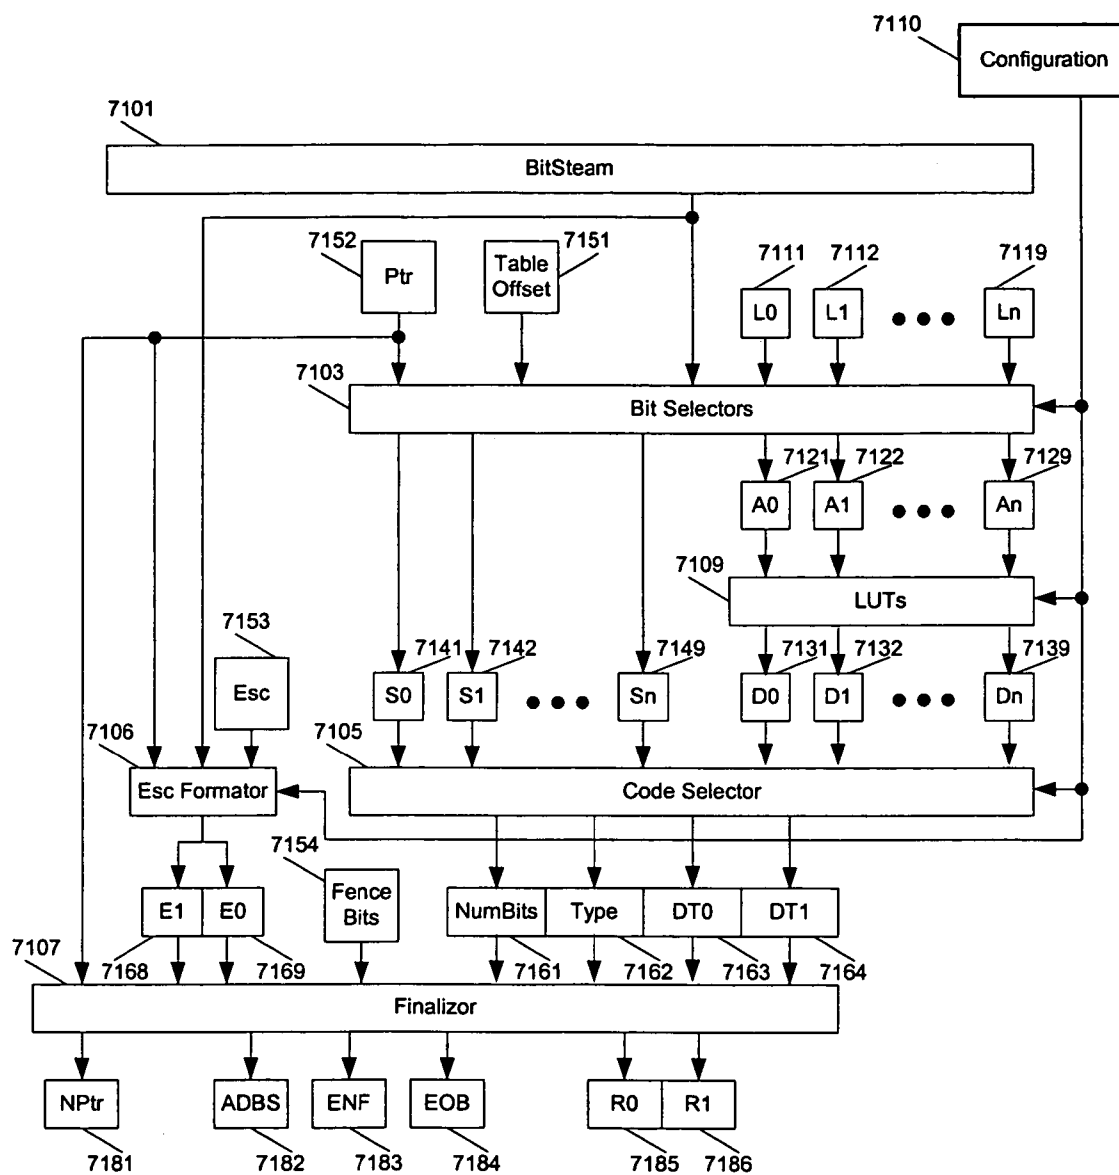 7110
Configuration
7101
BitSteam
7152
Ptr
7151
Table
Offset
7111
L0
7112
L1
7119
Ln
7103
Bit Selectors
7121
A0
7122
A1
7129
An
7109
LUTs
7153
Esc
7141
S0
7142
S1
7149
Sn
7131
D0
7132
D1
7139
Dn
7106
Esc Formator
7105
Code Selector
7154
Fence
Bits
E1
E0
NumBits
Type
DT0
DT1
7107
7168
7169
7161
7162
7163
7164
Finalizor
NPtr
ADBS
ENF
EOB
R0
R1
7181
7182
7183
7184
7185
7186